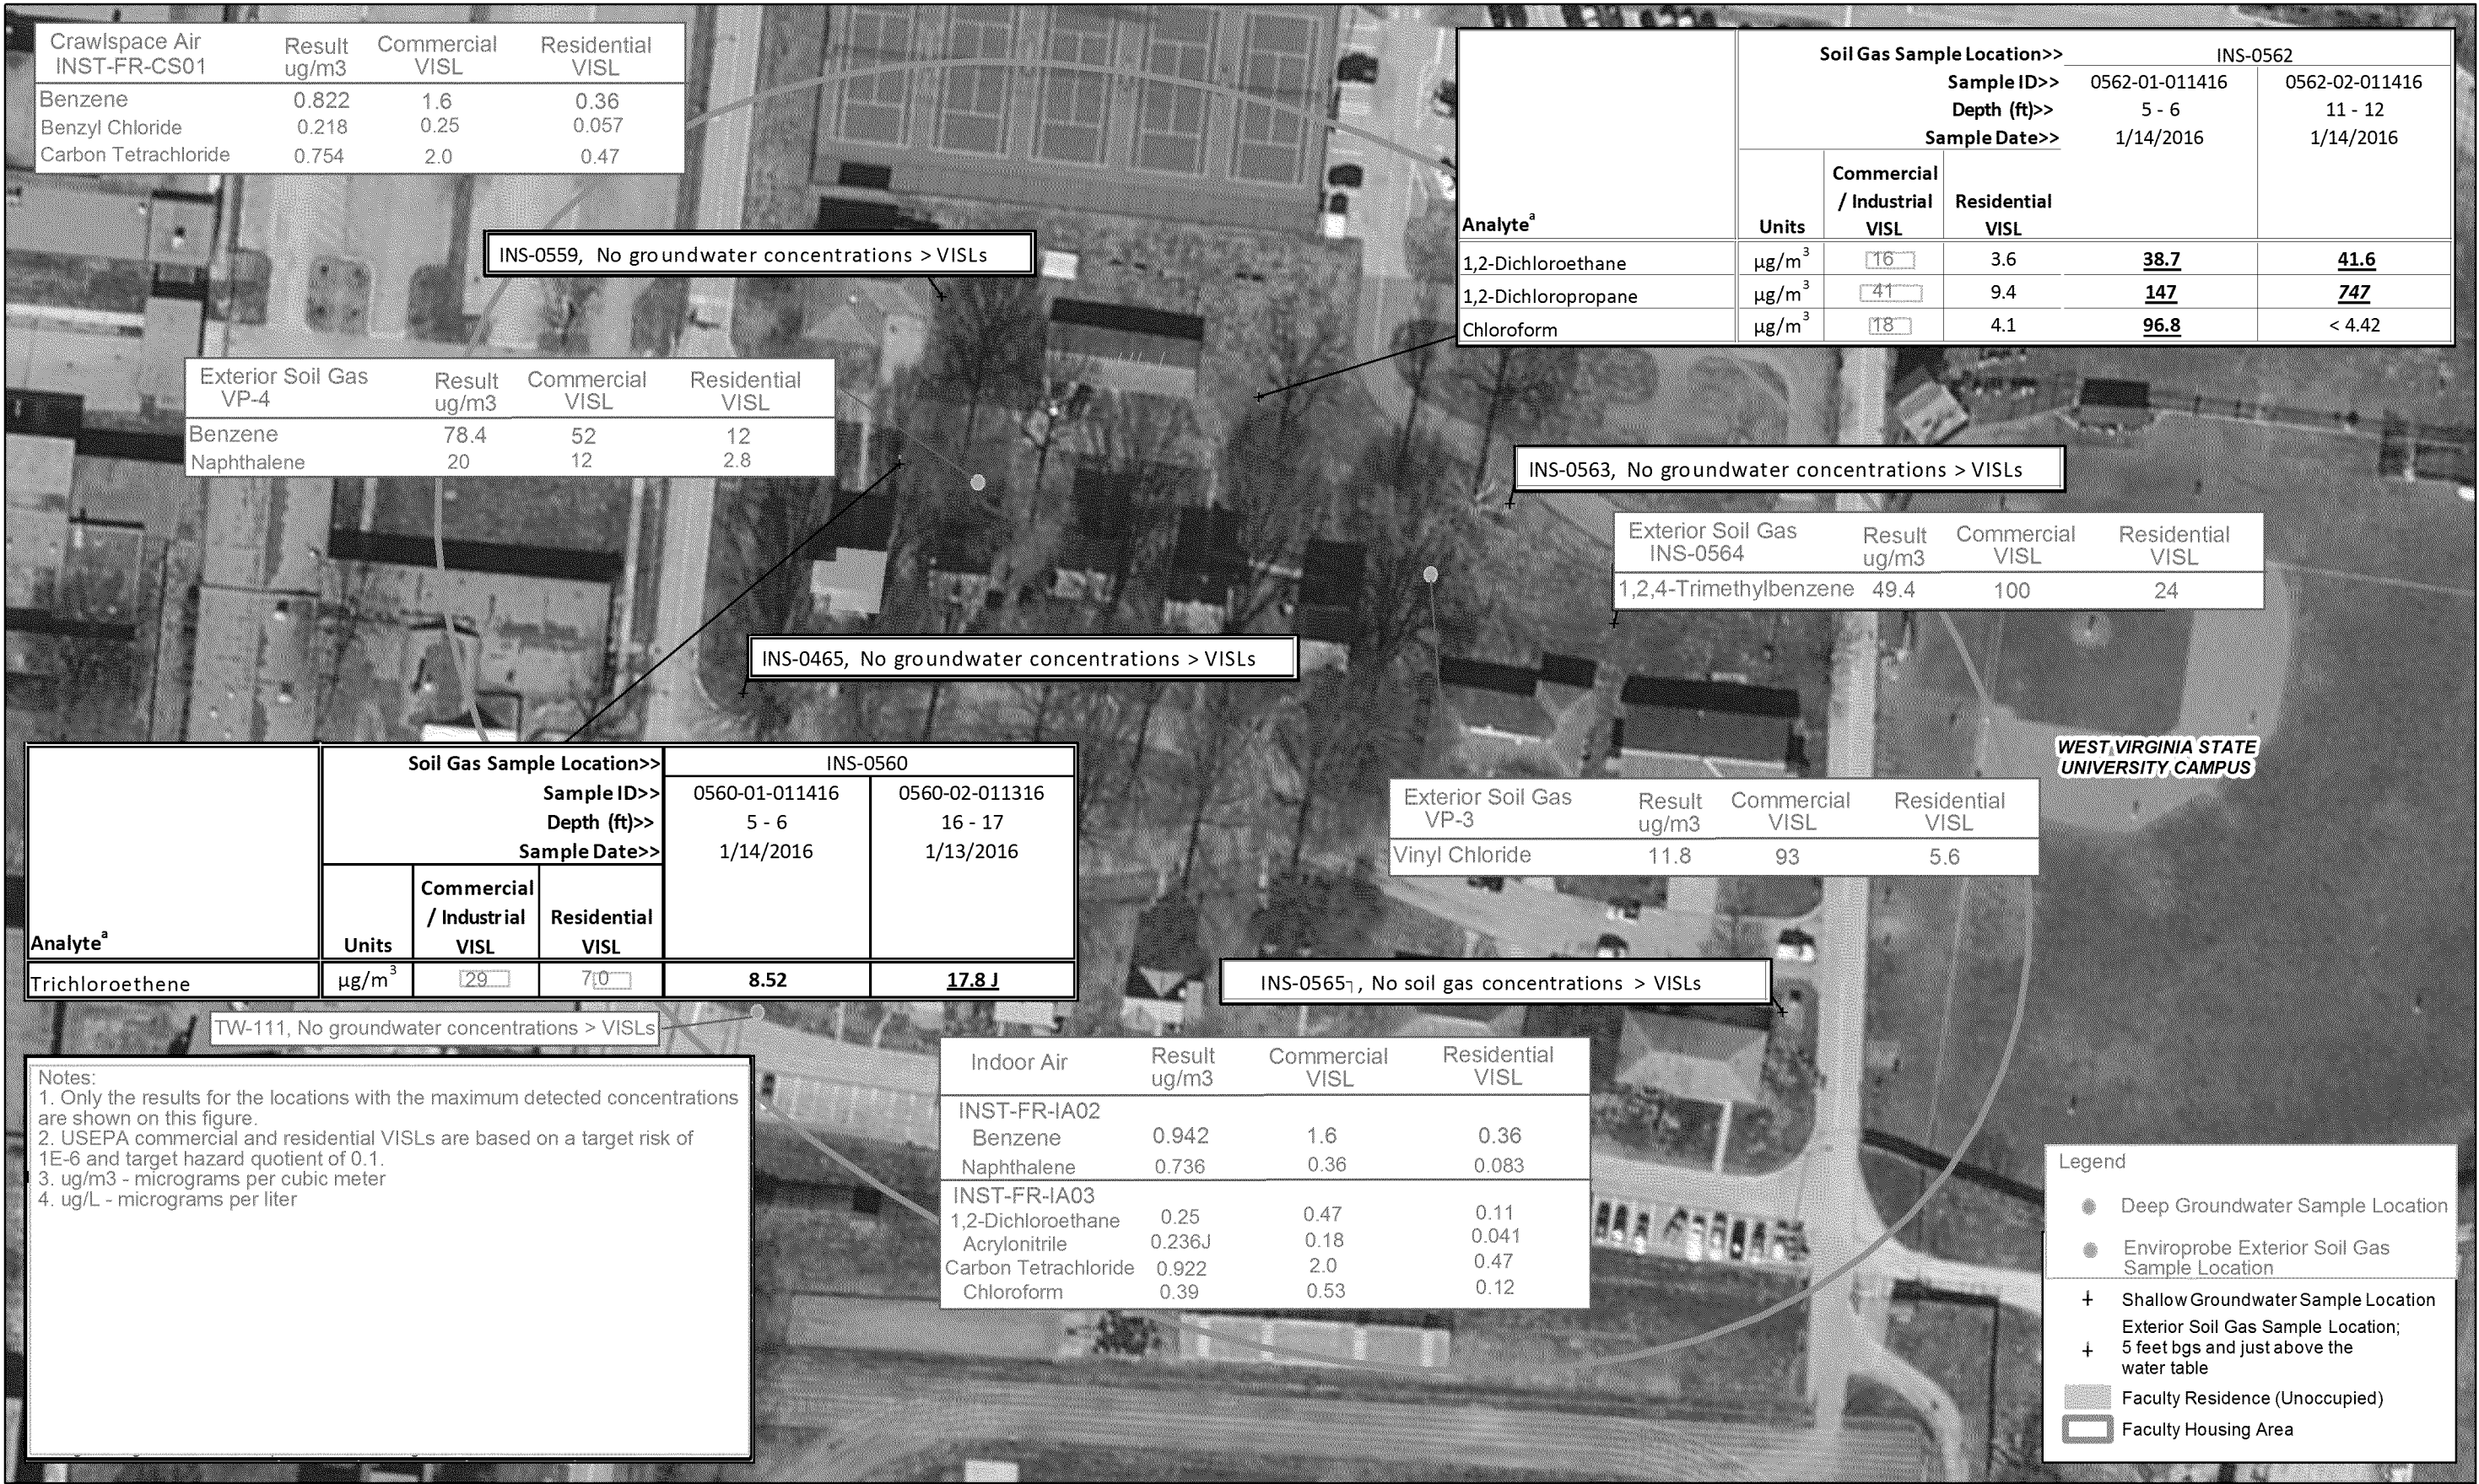 Crawlspace Air Result Commercial Residential
INST-FR-CS01 ug/m3 VISL VISL
Benzene 0.822 1.6 0.36
Benzyl Chloride 0.218 0.25 0.057
Carbon Tetrachloride 0.754 2.0 0.47
Soil Gas Sample Location>> INS-0562
Sample ID>> 0562-01-011416 0562-02-011416
Depth (ft)>> 5 - 6 11 - 12
Sample Date>> 1/14/2016 1/14/2016
Commercial
/ Industrial Residential
Analyteª Units VISL VISL
1,2-Dichloroethane µg/m³ 16 3.6 38.7 41.6
1,2-Dichloropropane µg/m³ 41 9.4 147 747
Chloroform µg/m³ 18 4.1 96.8 < 4.42
INS-0559, No groundwater concentrations > VISLs
Exterior Soil Gas Result Commercial Residential
VP-4 ug/m3 VISL VISL
Benzene 78.4 52 12
Naphthalene 20 12 2.8
INS-0563, No groundwater concentrations > VISLs
Exterior Soil Gas Result Commercial Residential
INS-0564 ug/m3 VISL VISL
1,2,4-Trimethylbenzene 49.4 100 24
INS-0465, No groundwater concentrations > VISLs
WEST VIRGINIA STATE
UNIVERSITY CAMPUS
Soil Gas Sample Location>> INS-0560
Sample ID>> 0560-01-011416 0560-02-011316
Depth (ft)>> 5 - 6 16 - 17
Sample Date>> 1/14/2016 1/13/2016
Commercial
/ Industrial Residential
Analyteª Units VISL VISL
Trichloroethene µg/m³ 29 7.0 8.52 17.8 J
Exterior Soil Gas Result Commercial Residential
VP-3 ug/m3 VISL VISL
Vinyl Chloride 11.8 93 5.6
INS-0565, No soil gas concentrations > VISLs
TW-111, No groundwater concentrations > VISLs
Notes:
1. Only the results for the locations with the maximum detected concentrations
are shown on this figure.
2. USEPA commercial and residential VISLs are based on a target risk of
1E-6 and target hazard quotient of 0.1.
3. ug/m3 - micrograms per cubic meter
4. ug/L - micrograms per liter
Indoor Air Result Commercial Residential
ug/m3 VISL VISL
INST-FR-IA02
Benzene 0.942 1.6 0.36
Naphthalene 0.736 0.36 0.083
INST-FR-IA03
1,2-Dichloroethane 0.25 0.47 0.11
Acrylonitrile 0.236J 0.18 0.041
Carbon Tetrachloride 0.922 2.0 0.47
Chloroform 0.39 0.53 0.12
Legend
Deep Groundwater Sample Location
Enviroprobe Exterior Soil Gas
Sample Location
Shallow Groundwater Sample Location
Exterior Soil Gas Sample Location;
5 feet bgs and just above the
water table
Faculty Residence (Unoccupied)
Faculty Housing Area